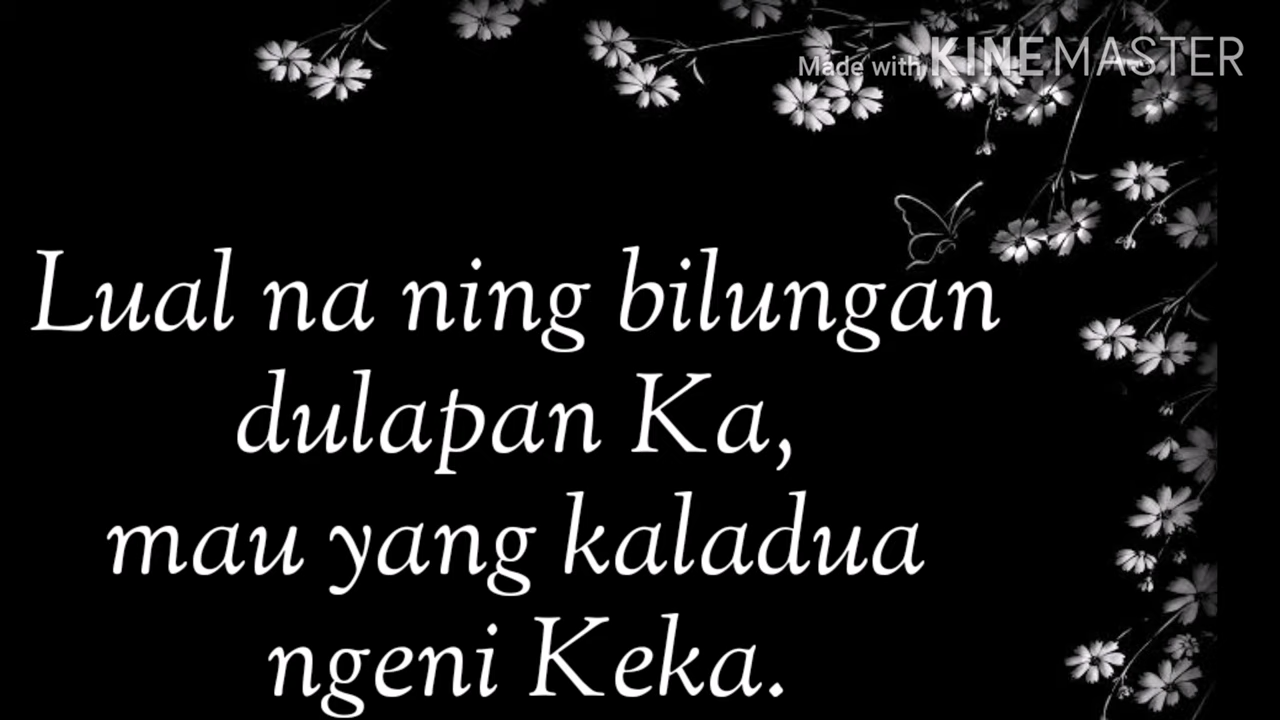 Made with KINEMASTER
Lual na ning bilungan
dulapan Ka,
mau yang kaladua
ngeni Keka.